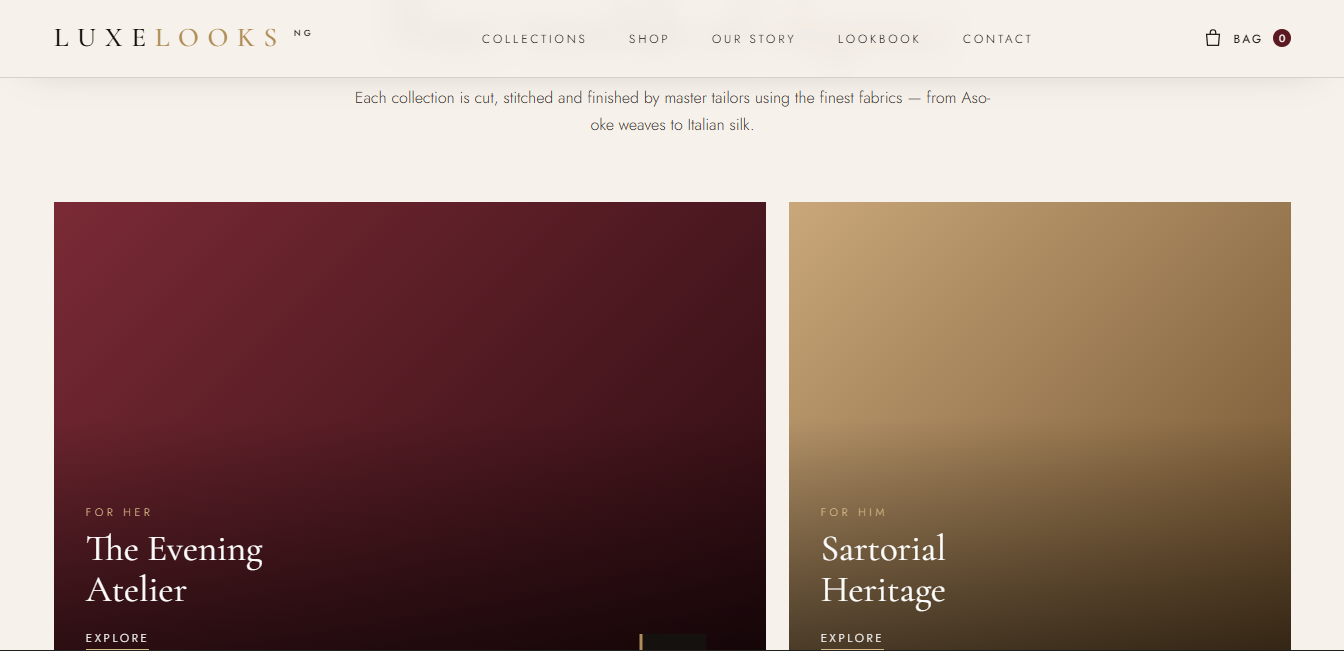 LUXELOOKS NG
COLLECTIONS SHOP OUR STORY LOOKBOOK CONTACT
BAG 0
Each collection is cut, stitched and finished by master tailors using the finest fabrics — from Aso-
oke weaves to Italian silk.
FOR HER
The Evening
Atelier
EXPLORE
FOR HIM
Sartorial
Heritage
EXPLORE